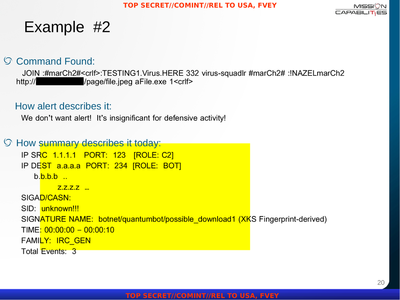 TOP SECRET//COMINT//REL TO USA, FVEY
MISSION
CAPABILITIES
Example #2
Command Found:
JOIN :#marCh2#<crlf>:TESTING1.Virus.HERE 332 virus-squadlr #marCh2# :!NAZELmarCh2
http:///page/file.jpeg aFile.exe 1<crlf>
How alert describes it:
We don't want alert! It's insignificant for defensive activity!
How summary describes it today:
IP SRC 1.1.1.1 PORT: 123 [ROLE: C2]
IP DEST a.a.a.a PORT: 234 [ROLE: BOT]
b.b.b.b ..
z.z.z.z ..
SIGAD/CASN:
SID: unknown!!!
SIGNATURE NAME: botnet/quantumbot/possible_download1 (XKS Fingerprint-derived)
TIME: 00:00:00 – 00:00:10
FAMILY: IRC_GEN
Total Events: 3
20
TOP SECRET//COMINT//REL TO USA, FVEY